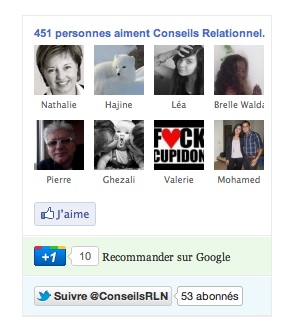 451 personnes aiment Conseils Relationnel.
Nathalie Hajine Léa Brelle Walda
F CK
CUPIDON
Pierre Ghezali Valerie Mohamed
J'aime
+1 10 Recommander sur Google
Suivre @ConseilsRLN 53 abonnés